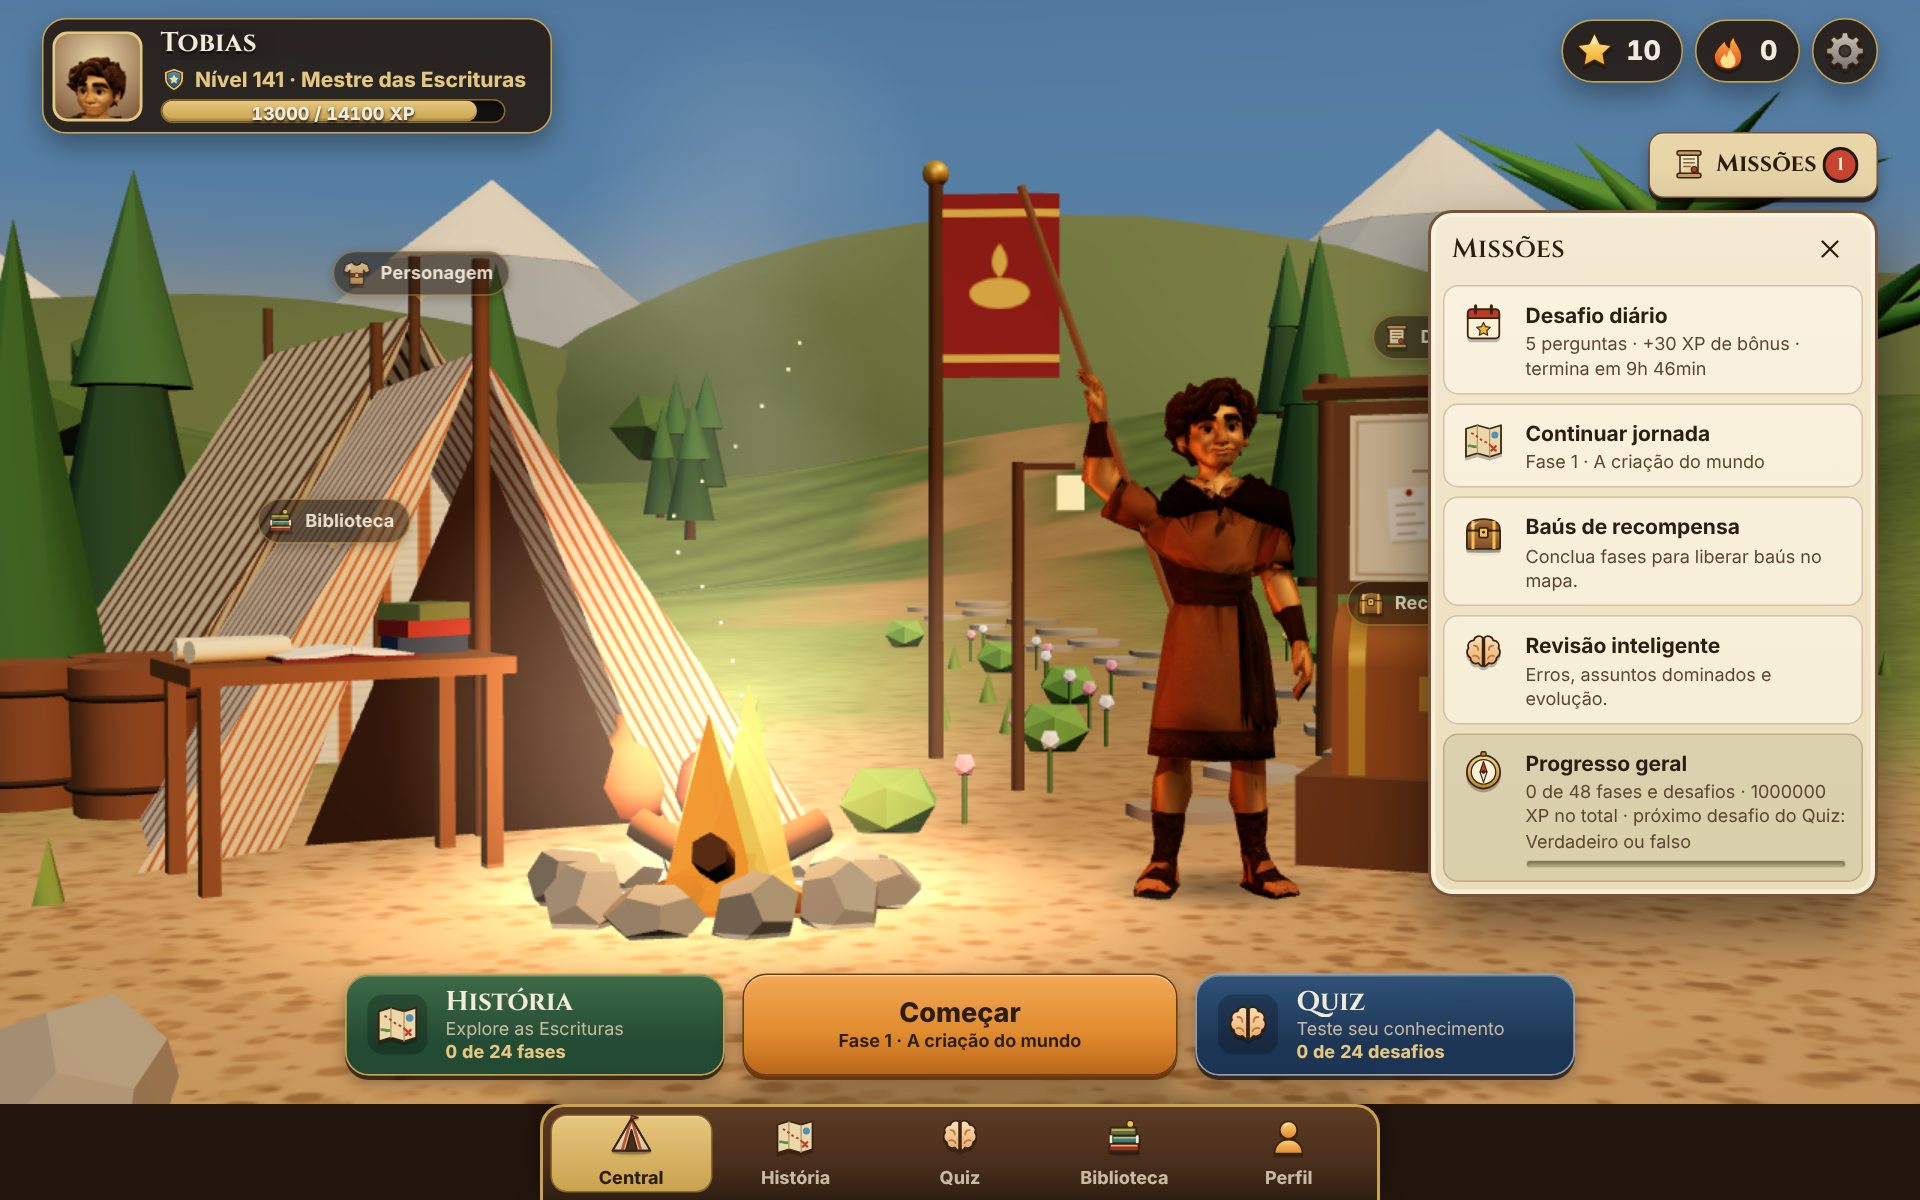 Tobias
Nível 141 · Mestre das Escrituras
13000 / 14100 XP
10
0
Missões 1
Personagem
Biblioteca
Rec
Missões
Desafio diário
5 perguntas · +30 XP de bônus ·
termina em 9h 46min
Continuar jornada
Fase 1 · A criação do mundo
Baús de recompensa
Conclua fases para liberar baús no
mapa.
Revisão inteligente
Erros, assuntos dominados e
evolução.
Progresso geral
0 de 48 fases e desafios · 1000000
XP no total · próximo desafio do Quiz:
Verdadeiro ou falso
História
Explore as Escrituras
0 de 24 fases
Começar
Fase 1 · A criação do mundo
Quiz
Teste seu conhecimento
0 de 24 desafios
Central
História
Quiz
Biblioteca
Perfil